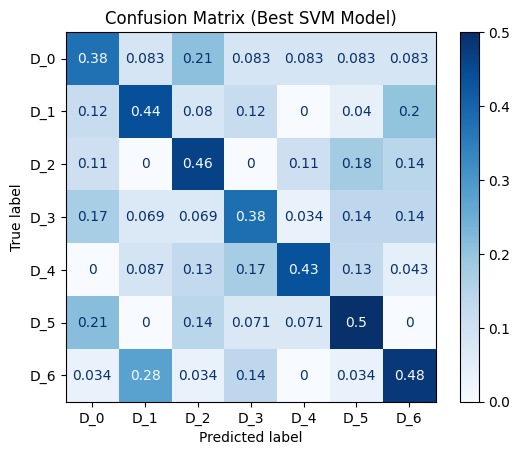 Confusion Matrix (Best SVM Model)
D_0 0.38 0.083 0.21 0.083 0.083 0.083 0.083
D_1 0.12 0.44 0.08 0.12 0 0.04 0.2
D_2 0.11 0 0.46 0 0.11 0.18 0.14
D_3 0.17 0.069 0.069 0.38 0.034 0.14 0.14
D_4 0 0.087 0.13 0.17 0.43 0.13 0.043
D_5 0.21 0 0.14 0.071 0.071 0.5 0
D_6 0.034 0.28 0.034 0.14 0 0.034 0.48
D_0 D_1 D_2 D_3 D_4 D_5 D_6
Predicted label
True label
0.5
0.4
0.3
0.2
0.1
0.0